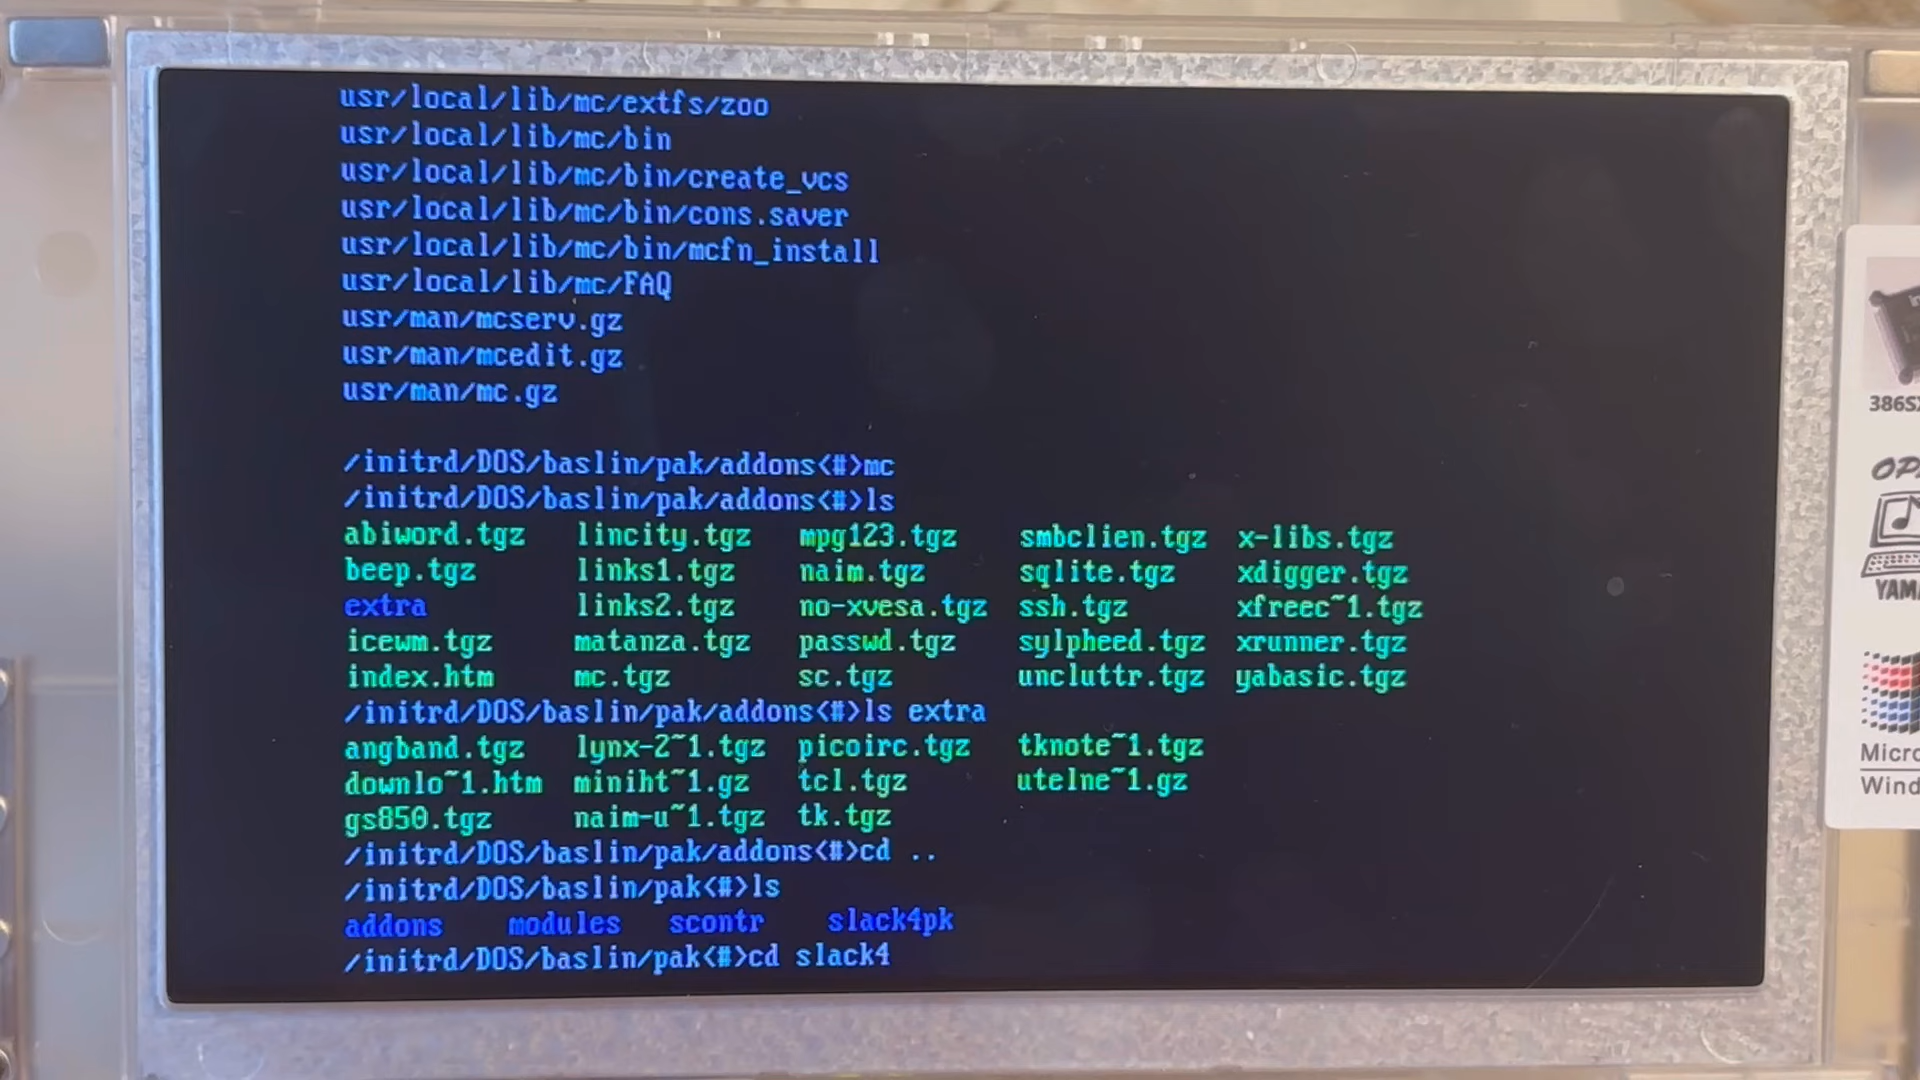 usr/local/lib/mc/extfs/zoo
usr/local/lib/mc/bin
usr/local/lib/mc/bin/create_vcs
usr/local/lib/mc/bin/cons.saver
usr/local/lib/mc/bin/mcfn_install
usr/local/lib/mc/FAQ
usr/man/mcserv.gz
usr/man/mcedit.gz
usr/man/mc.gz
/initrd/DOS/baslin/pak/addons<#>mc
/initrd/DOS/baslin/pak/addons<#>ls
abiword.tgz lincity.tgz mpg123.tgz smbclien.tgz x-libs.tgz
beep.tgz links1.tgz naim.tgz sqlite.tgz xdigger.tgz
extra links2.tgz no-xvesa.tgz ssh.tgz xfreec~1.tgz
icewm.tgz matanza.tgz passwd.tgz sylpheed.tgz xrunner.tgz
index.htm mc.tgz sc.tgz uncluttr.tgz yabasic.tgz
/initrd/DOS/baslin/pak/addons<#>ls extra
angband.tgz lynx-2~1.tgz picoirc.tgz tknote~1.tgz
downlo~1.htm miniht~1.gz tcl.tgz utelne~1.gz
gs850.tgz naim-u~1.tgz tk.tgz
/initrd/DOS/baslin/pak/addons<#>cd ..
/initrd/DOS/baslin/pak<#>ls
addons modules scontr slack4pk
/initrd/DOS/baslin/pak<#>cd slack4
386S
YAMA
Micro
Wind